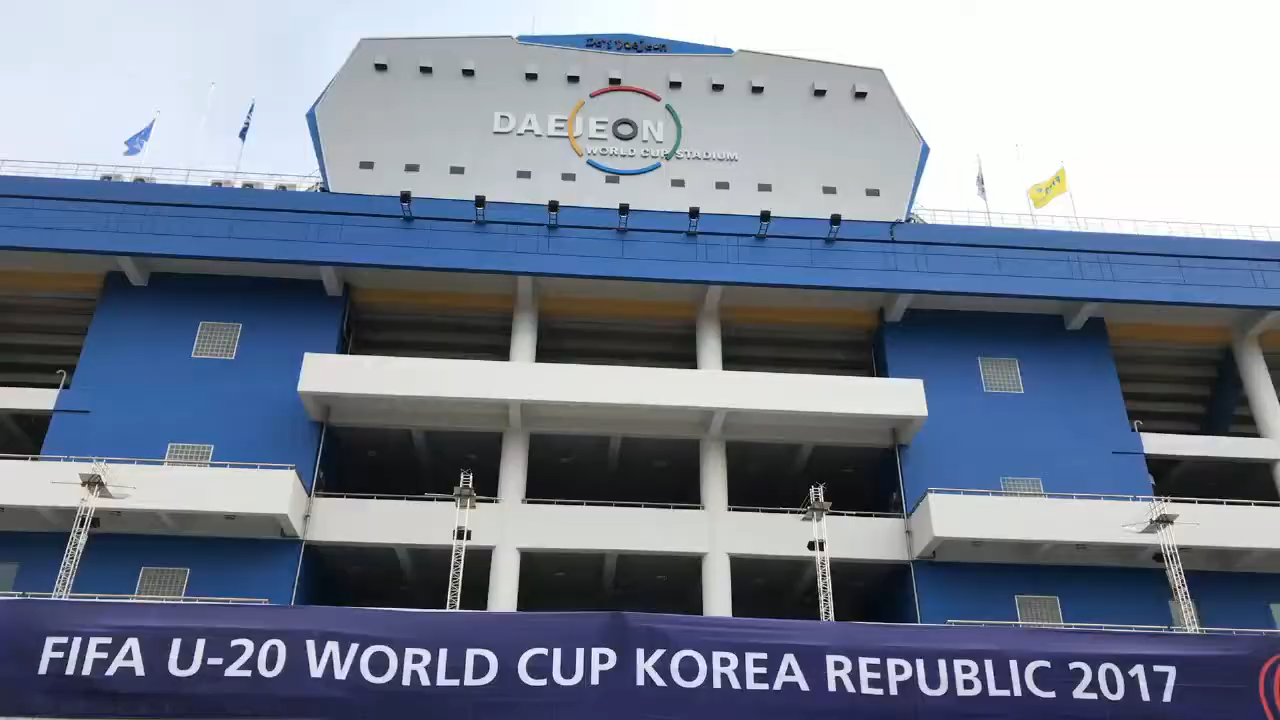 DAEJEON
WORLD CUP STADIUM
FIFA U-20 WORLD CUP KOREA REPUBLIC 2017